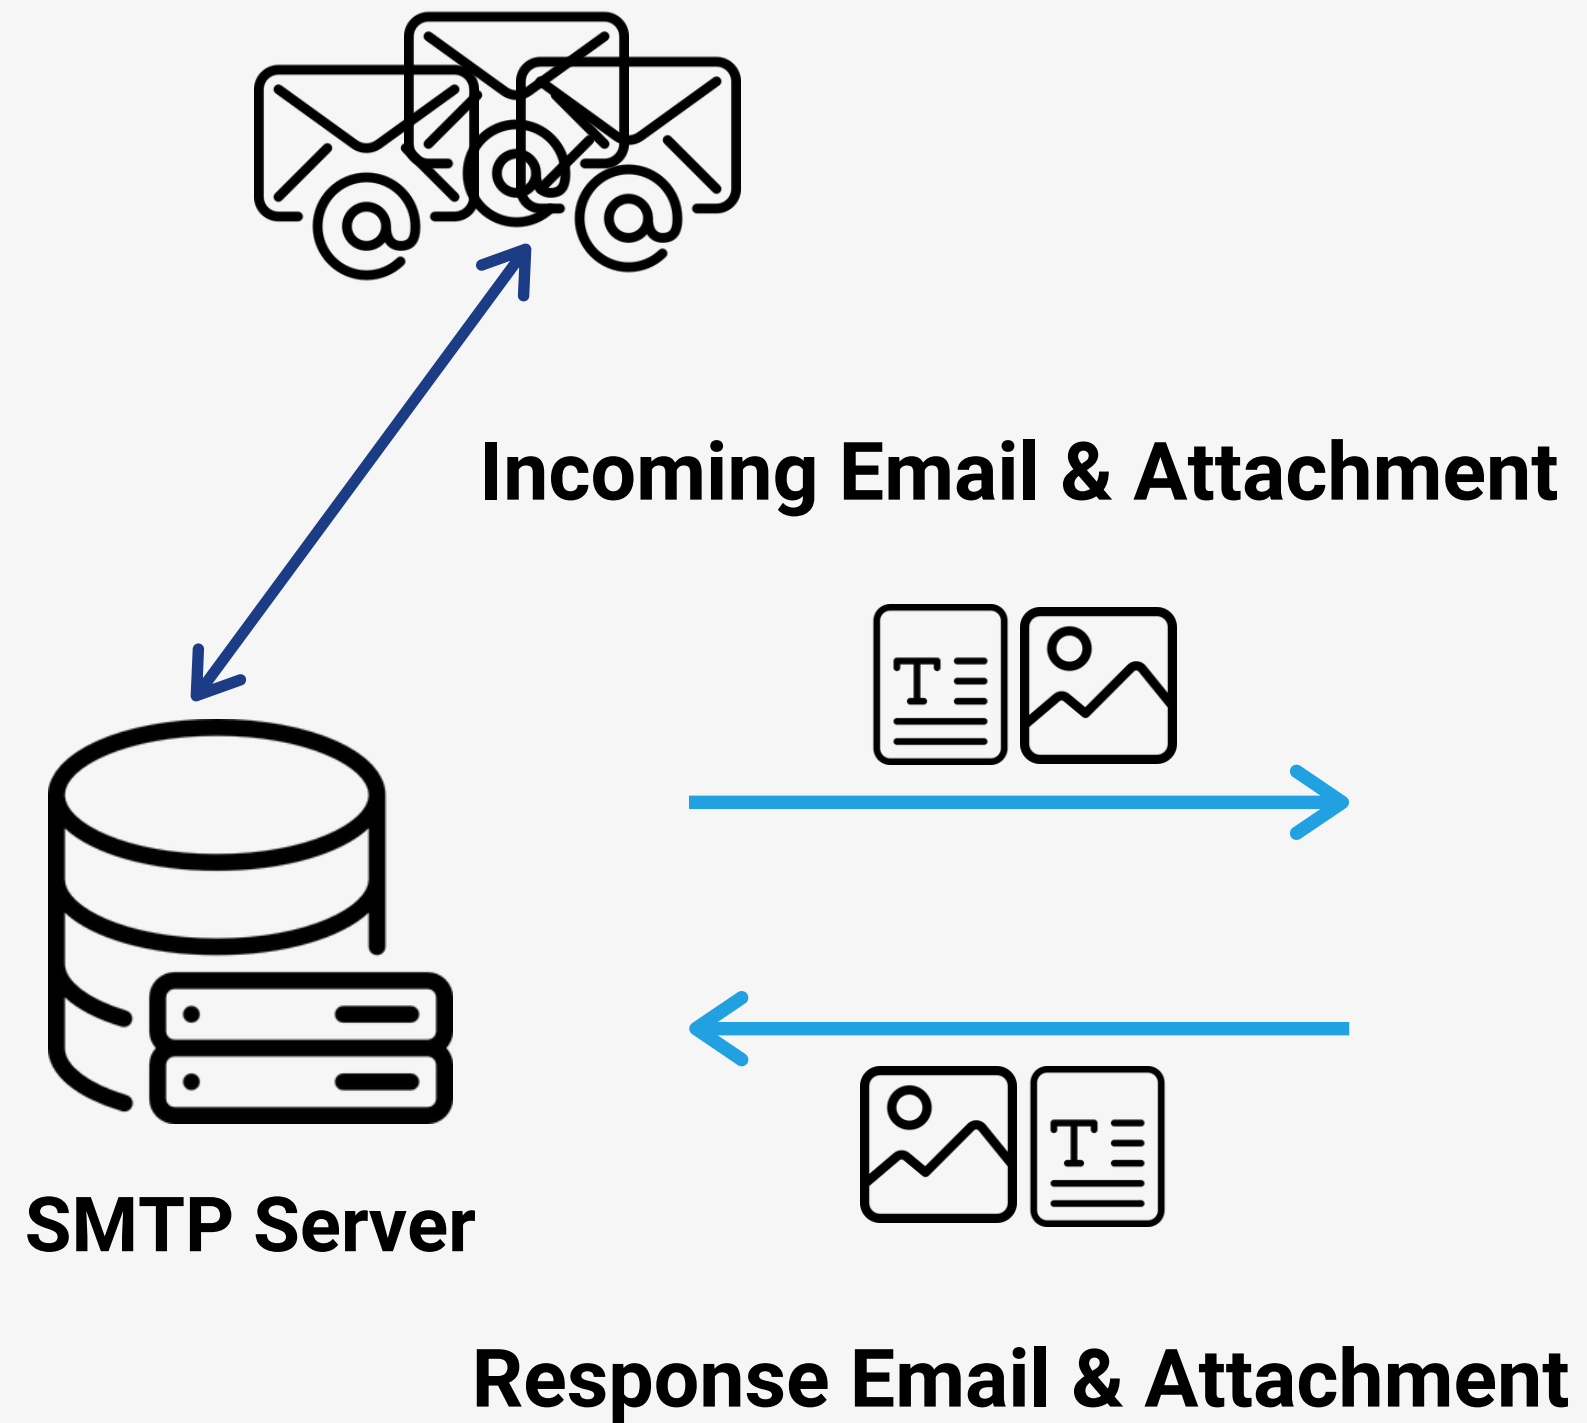 Incoming Email & Attachment
SMTP Server
Response Email & Attachment